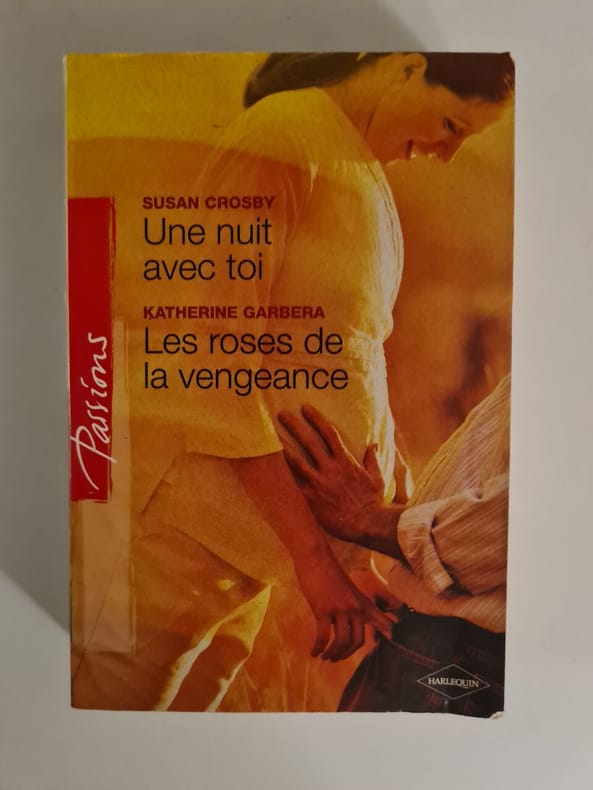 SUSAN CROSBY
Une nuit
avec toi
KATHERINE GARBERA
Les roses de
la vengeance
Passions
HARLEQUIN